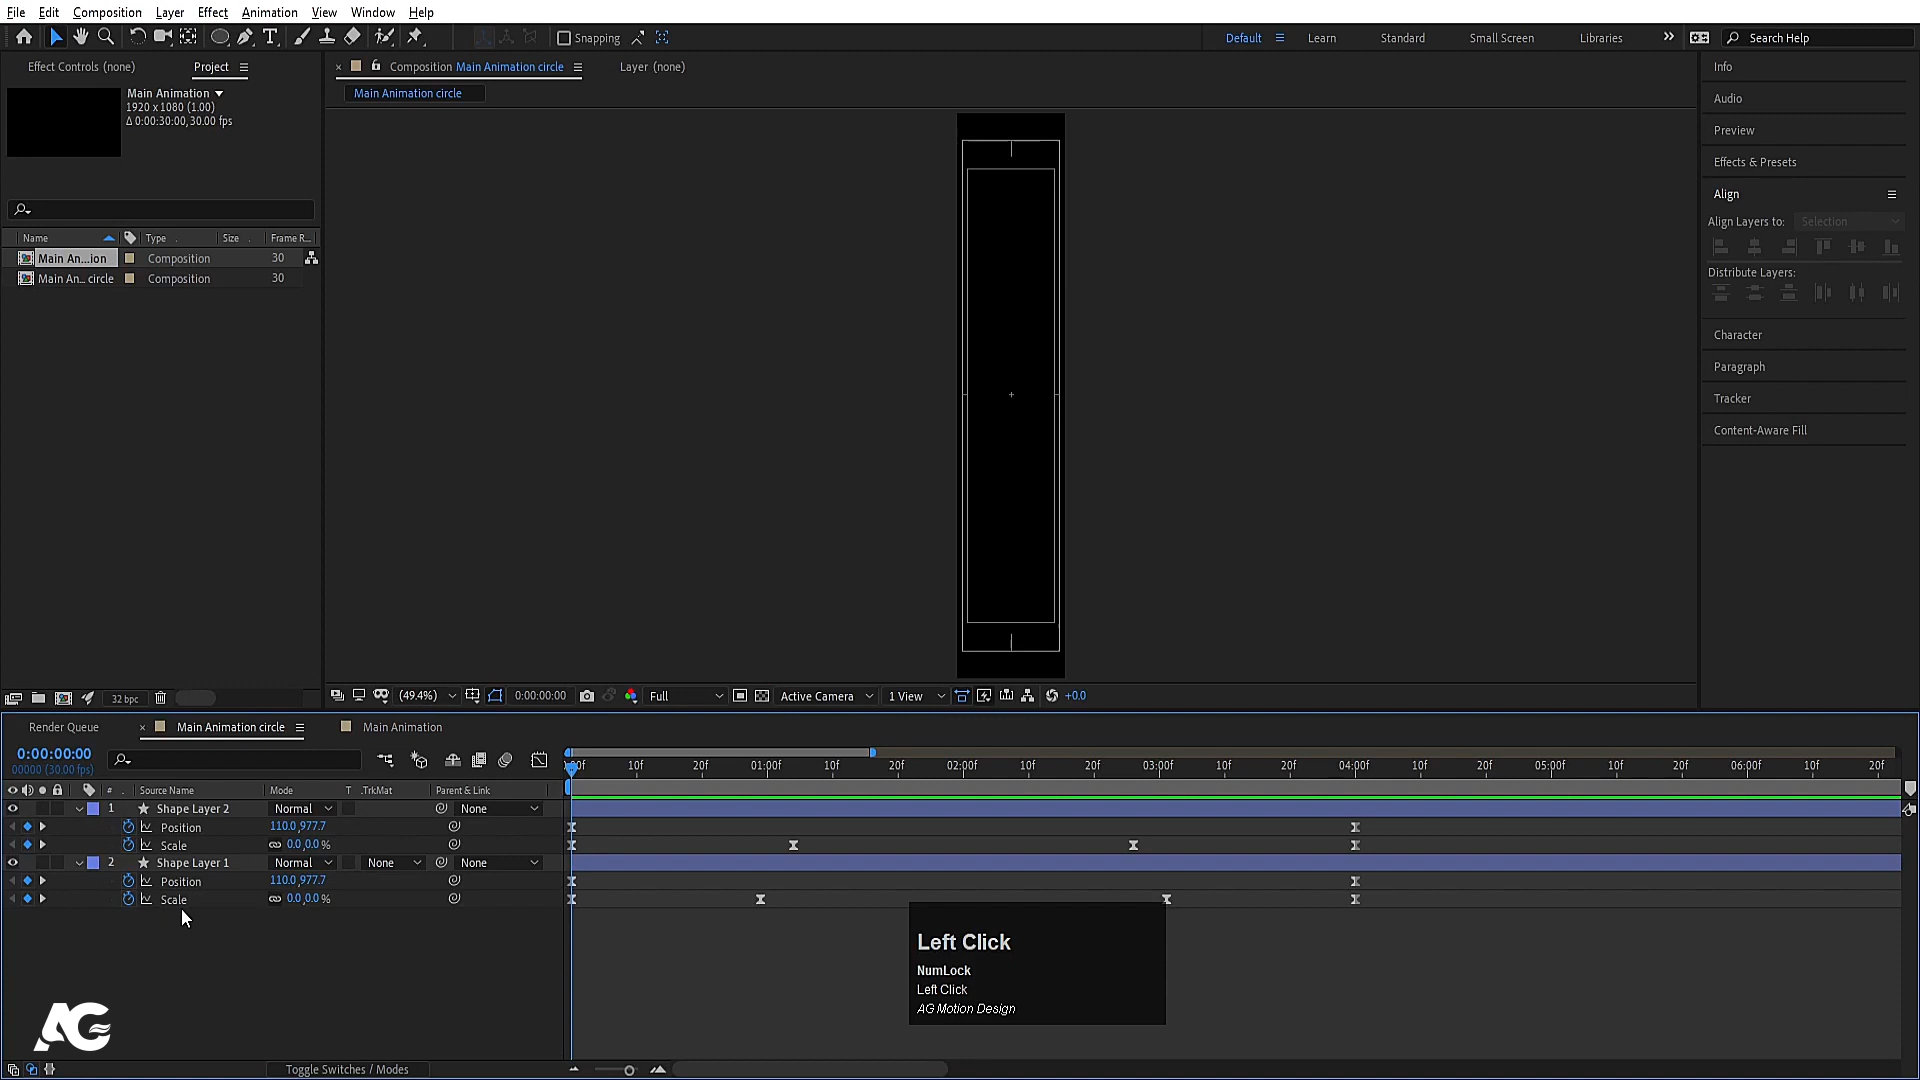 File Edit Composition Layer Effect Animation View Window Help
Snapping Default Learn Standard Small Screen Libraries Search Help
Effect Controls (none) Project Composition Main Animation circle Layer (none) Info
Main Animation circle
Main Animation
1920 x 1080 (1.00)
Δ 0:00:30:00, 30.00 fps
Audio
Preview
Effects & Presets
Align
Align Layers to: Selection
Distribute Layers:
Character
Paragraph
Tracker
Content-Aware Fill
Name Type Size Frame R...
Main An...ion Composition 30
Main An... circle Composition 30
32 bpc
(49.4%) 0:00:00:00 Full Active Camera 1 View +0.0
Render Queue Main Animation circle Main Animation
0:00:00:00
00000 (30.00 fps)
:00f 10f 20f 01:00f 10f 20f 02:00f 10f 20f 03:00f 10f 20f 04:00f 10f 20f 05:00f 10f 20f 06:00f 10f 20f
# Source Name Mode T .TrkMat Parent & Link
1 Shape Layer 2 Normal None
Position 110.0,977.7
Scale 0.0,0.0 %
2 Shape Layer 1 Normal None None
Position 110.0,977.7
Scale 0.0,0.0 %
Left Click
NumLock
Left Click
AG Motion Design
AG
Toggle Switches / Modes